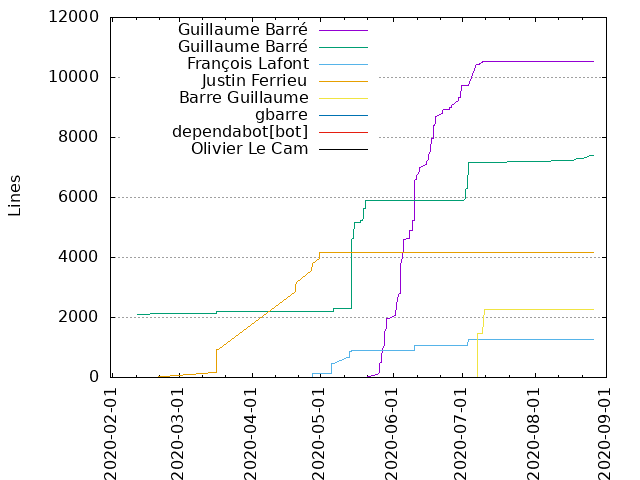 12000
10000
8000
6000
4000
2000
0
Lines
Guillaume Barré
Guillaume Barré
François Lafont
Justin Ferrieu
Barre Guillaume
gbarre
dependabot[bot]
Olivier Le Cam
2020-02-01
2020-03-01
2020-04-01
2020-05-01
2020-06-01
2020-07-01
2020-08-01
2020-09-01